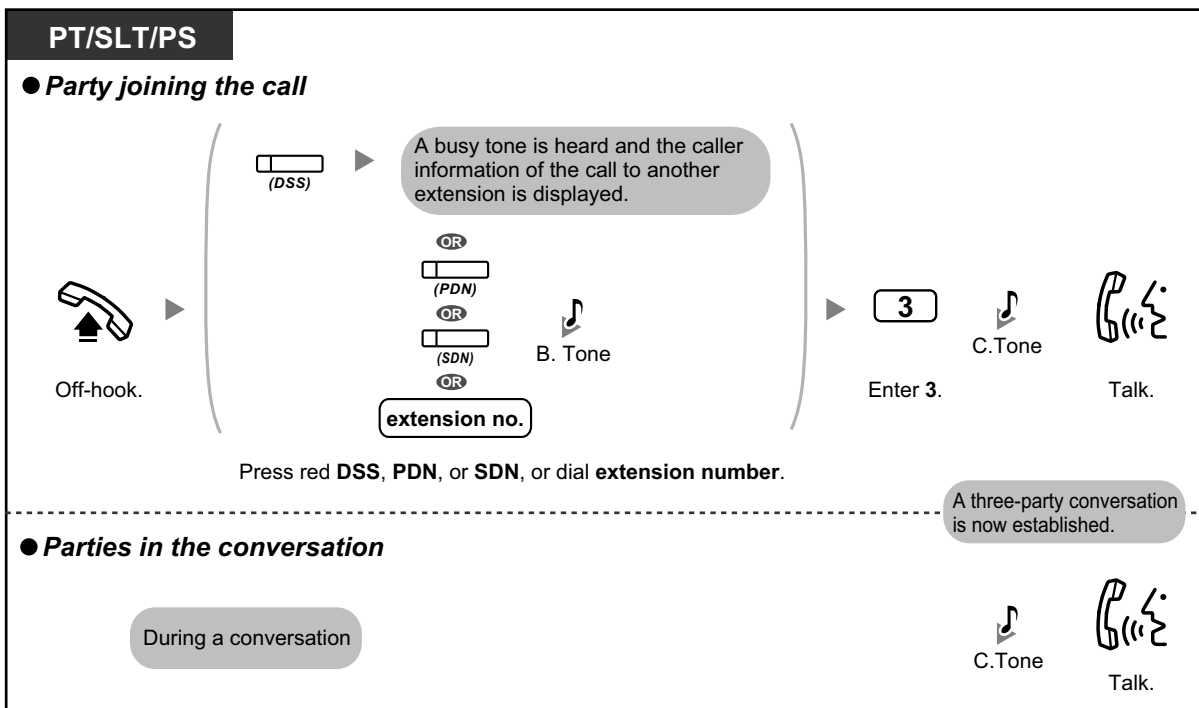 PT/SLT/PS
● Party joining the call
(DSS)
A busy tone is heard and the caller
information of the call to another
extension is displayed.
OR
(PDN)
OR
(SDN)
OR
extension no.
B. Tone
3
C.Tone
Off-hook.
Enter 3.
Talk.
Press red DSS, PDN, or SDN, or dial extension number.
A three-party conversation
is now established.
● Parties in the conversation
During a conversation
C.Tone
Talk.